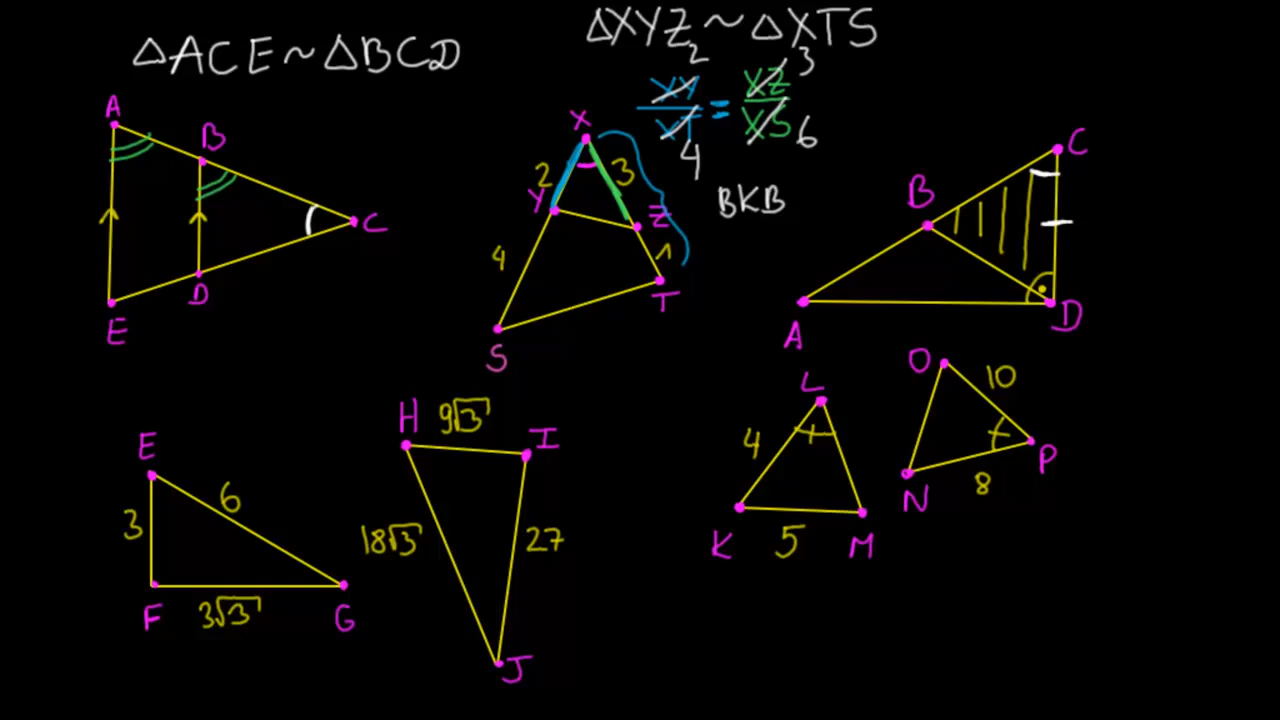 △XYZ ~ △XTS
△ACE ~ △BCD
XY/XT = XZ/XS
2 3
4 6
BKB
A
B
C
D
E
X
2
3
Y
Z
4
1
T
S
C
B
A
D
E
3
6
F
3√3
G
H
9√3
I
18√3
27
J
L
4
K
5
M
O
10
P
N
8